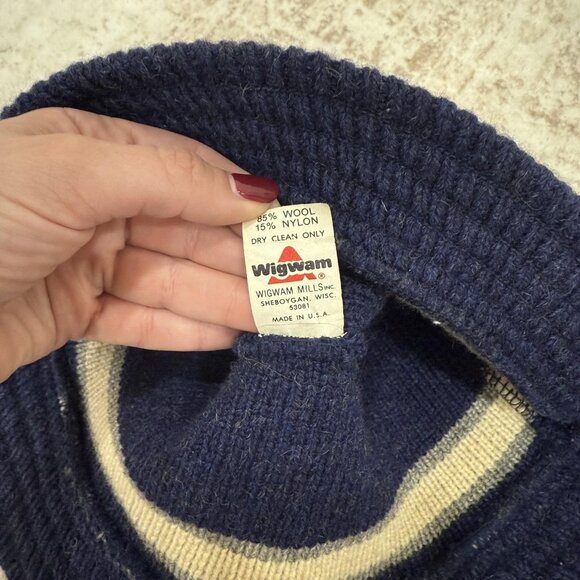 85% WOOL
15% NYLON
DRY CLEAN ONLY
Wigwam®
WIGWAM MILLS INC.
SHEBOYGAN, WISC.
53081
MADE IN U.S.A.